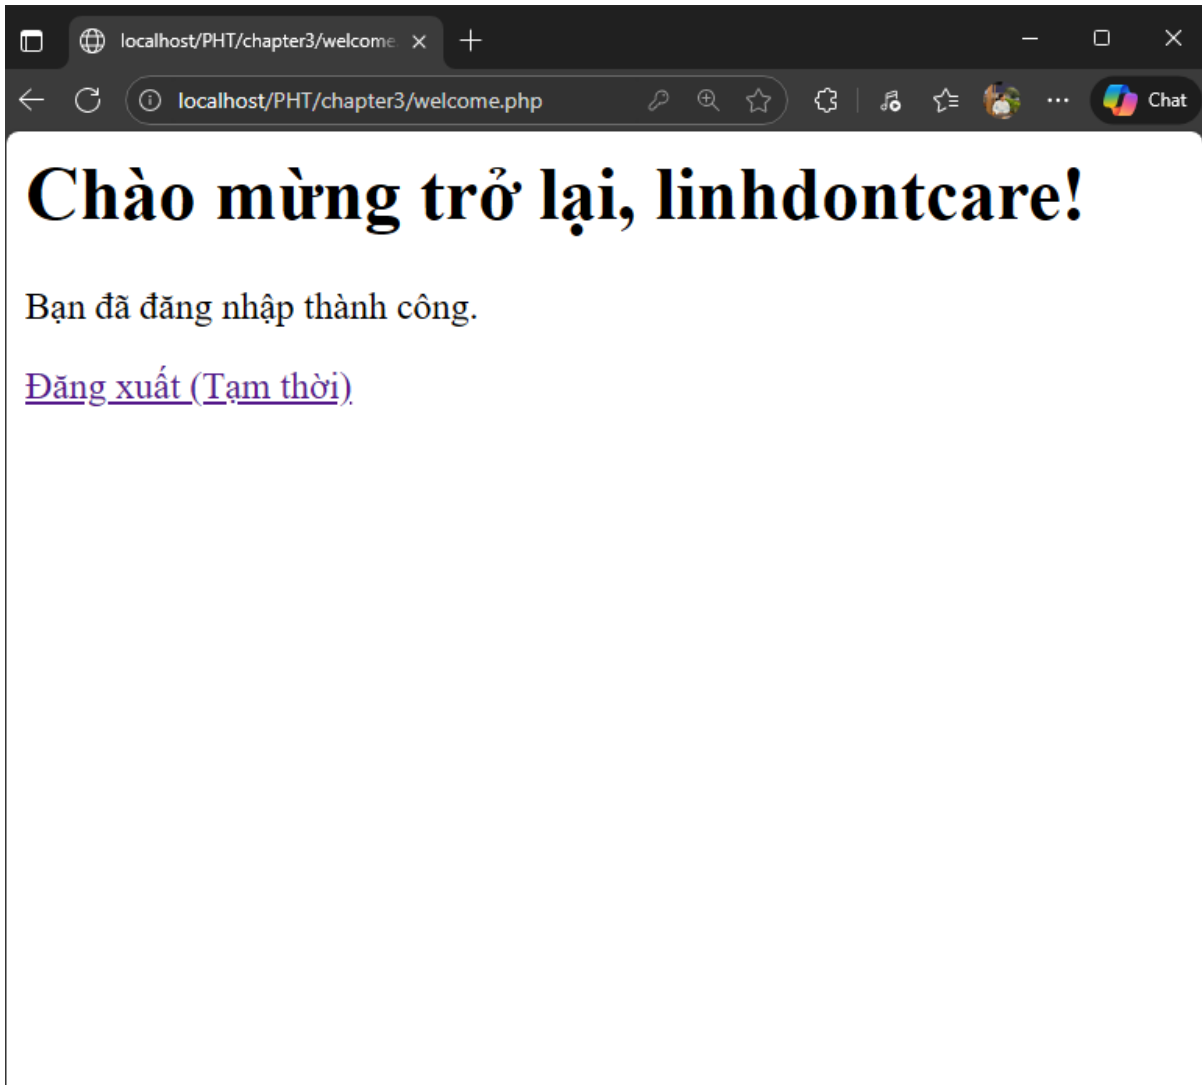 localhost/PHT/chapter3/welcome
localhost/PHT/chapter3/welcome.php
Chat
Chào mừng trở lại, linhdontcare!
Bạn đã đăng nhập thành công.
Đăng xuất (Tạm thời)